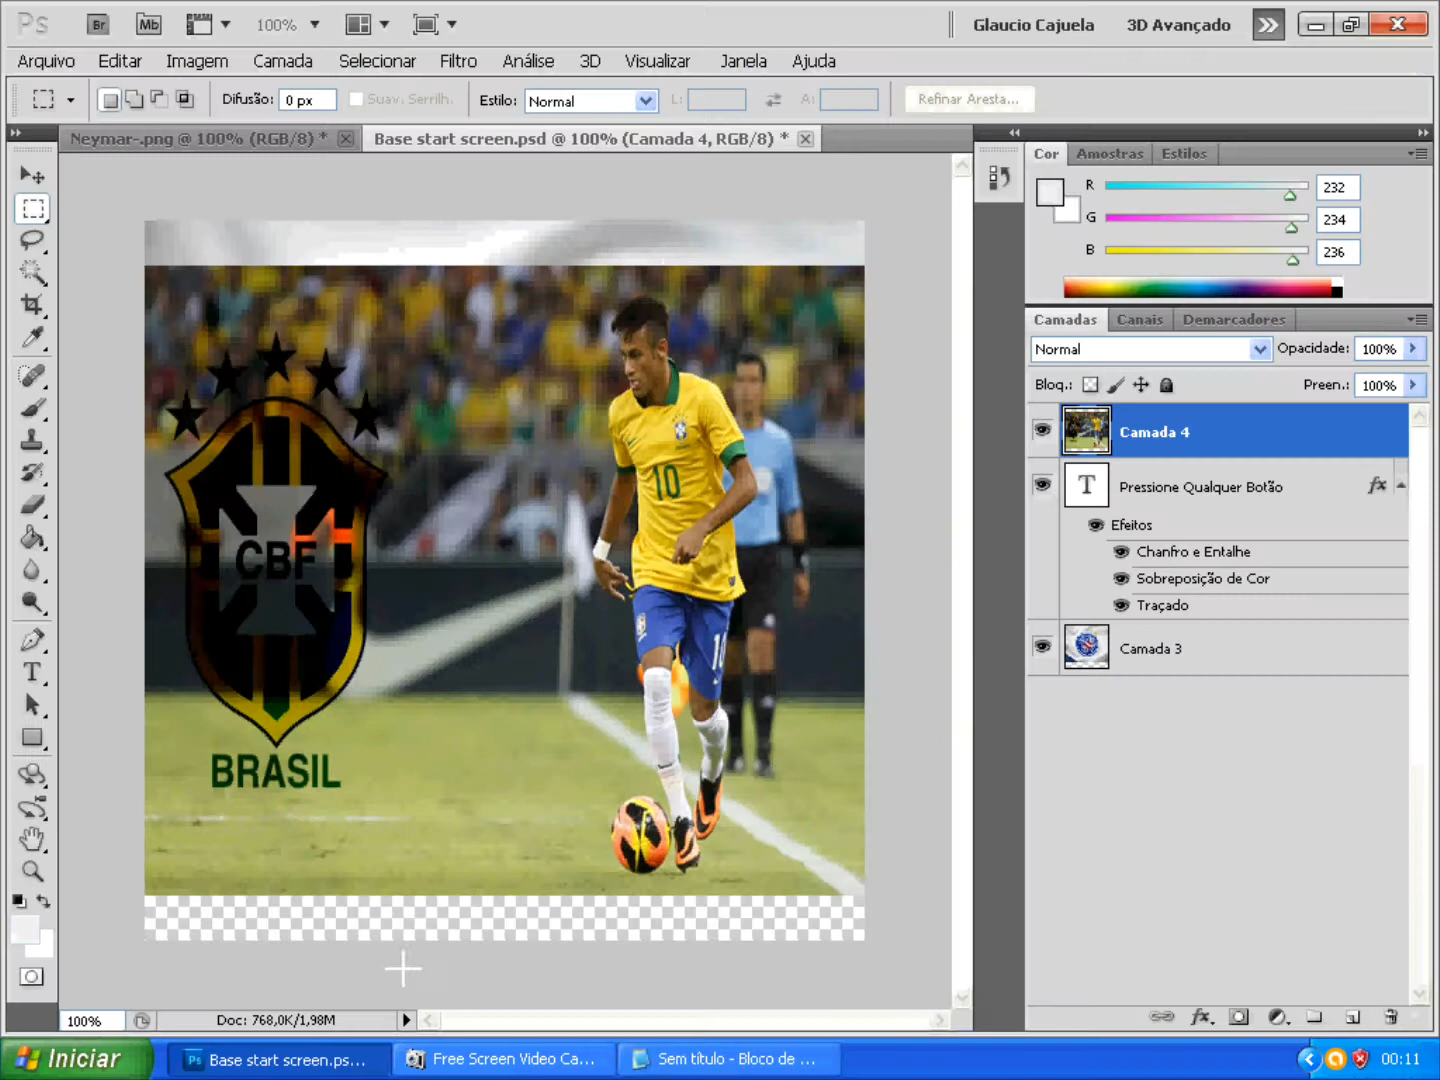 Ps Br Mb 100% Glaucio Cajuela 3D Avançado
Arquivo Editar Imagem Camada Selecionar Filtro Análise 3D Visualizar Janela Ajuda
Difusão: 0 px Suav. Serrilh. Estilo: Normal L: A: Refinar Aresta...
Neymar-.png @ 100% (RGB/8) * Base start screen.psd @ 100% (Camada 4, RGB/8) *
Cor Amostras Estilos
R 232
G 234
B 236
Camadas Canais Demarcadores
Normal Opacidade: 100%
Bloq.: Preen.: 100%
Camada 4
T Pressione Qualquer Botão fx
Efeitos
Chanfro e Entalhe
Sobreposição de Cor
Traçado
Camada 3
10
CBF
10
BRASIL
100% Doc: 768,0K/1,98M
fx
Iniciar Ps Base start screen.ps... Free Screen Video Ca... Sem título - Bloco de ... 00:11